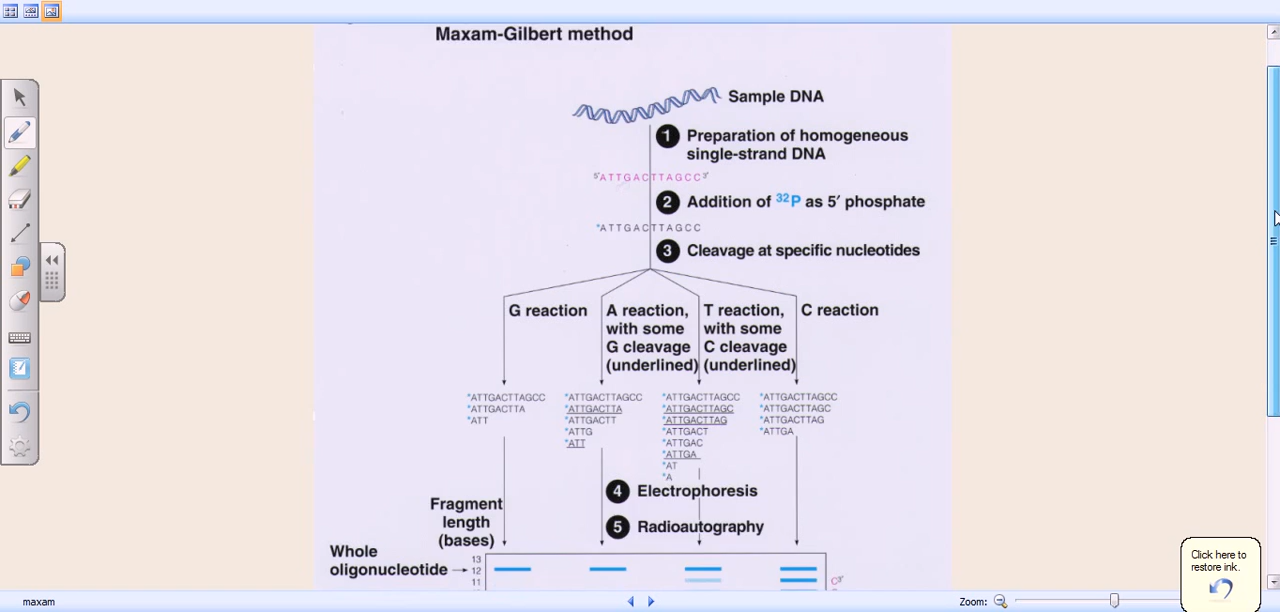 Maxam-Gilbert method
Sample DNA
1 Preparation of homogeneous
single-strand DNA
5'ATTGACTTAGCC3'
2 Addition of 32P as 5′ phosphate
*ATTGACTTAGCC
3 Cleavage at specific nucleotides
G reaction
A reaction,
with some
G cleavage
(underlined)
T reaction,
with some
C cleavage
(underlined)
C reaction
*ATTGACTTAGCC
*ATTGACTTA
*ATT
*ATTGACTTAGCC
*ATTGACTTA
*ATTGACTT
*ATTG
*ATT
*ATTGACTTAGCC
*ATTGACTTAGC
*ATTGACTTAG
*ATTGACT
*ATTGAC
*ATTGA
*AT
*A
*ATTGACTTAGCC
*ATTGACTTAGC
*ATTGACTTAG
*ATTGA
4 Electrophoresis
5 Radioautography
Fragment
length
(bases)
Whole
oligonucleotide
13
12
11
C3'
Click here to
restore ink.
maxam
Zoom: